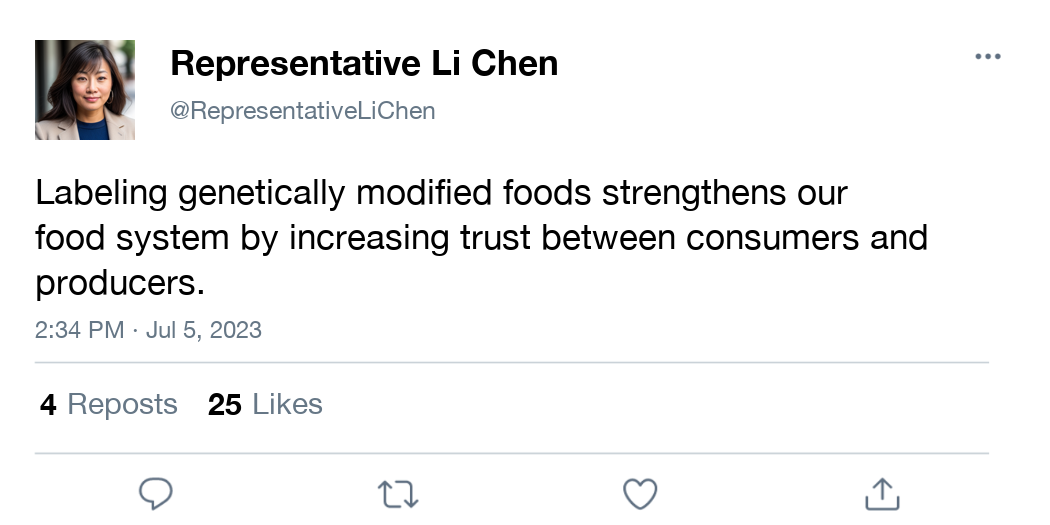 Representative Li Chen
@RepresentativeLiChen
Labeling genetically modified foods strengthens our
food system by increasing trust between consumers and
producers.
2:34 PM · Jul 5, 2023
4 Reposts 25 Likes